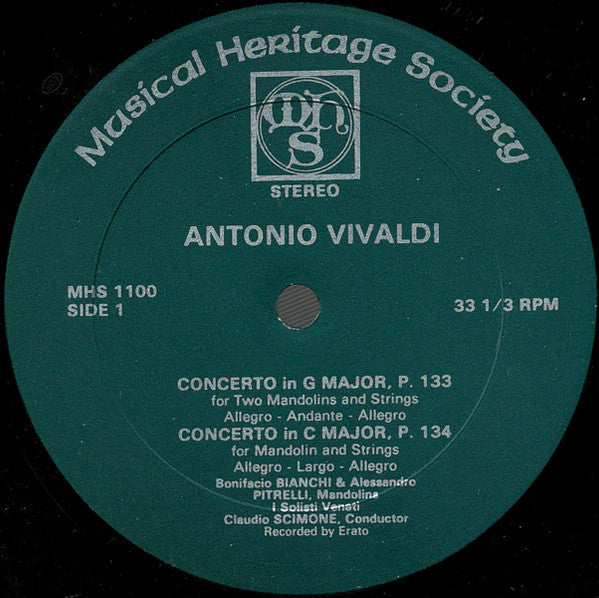 Musical Heritage Society
MHS
STEREO
ANTONIO VIVALDI
MHS 1100
SIDE 1
33 1/3 RPM
CONCERTO in G MAJOR, P. 133
for Two Mandolins and Strings
Allegro - Andante - Allegro
CONCERTO in C MAJOR, P. 134
for Mandolin and Strings
Allegro - Largo - Allegro
Bonifacio BIANCHI & Alessandro
PITRELLI, Mandolins
I Solisti Venati
Claudio SCIMONE, Conductor
Recorded by Erato